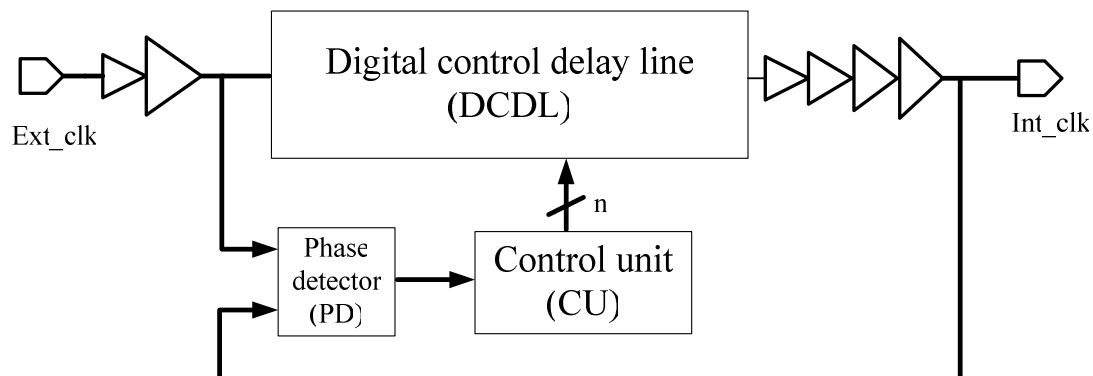 Digital control delay line
(DCDL)
Ext_clk
Int_clk
n
Phase
detector
(PD)
Control unit
(CU)